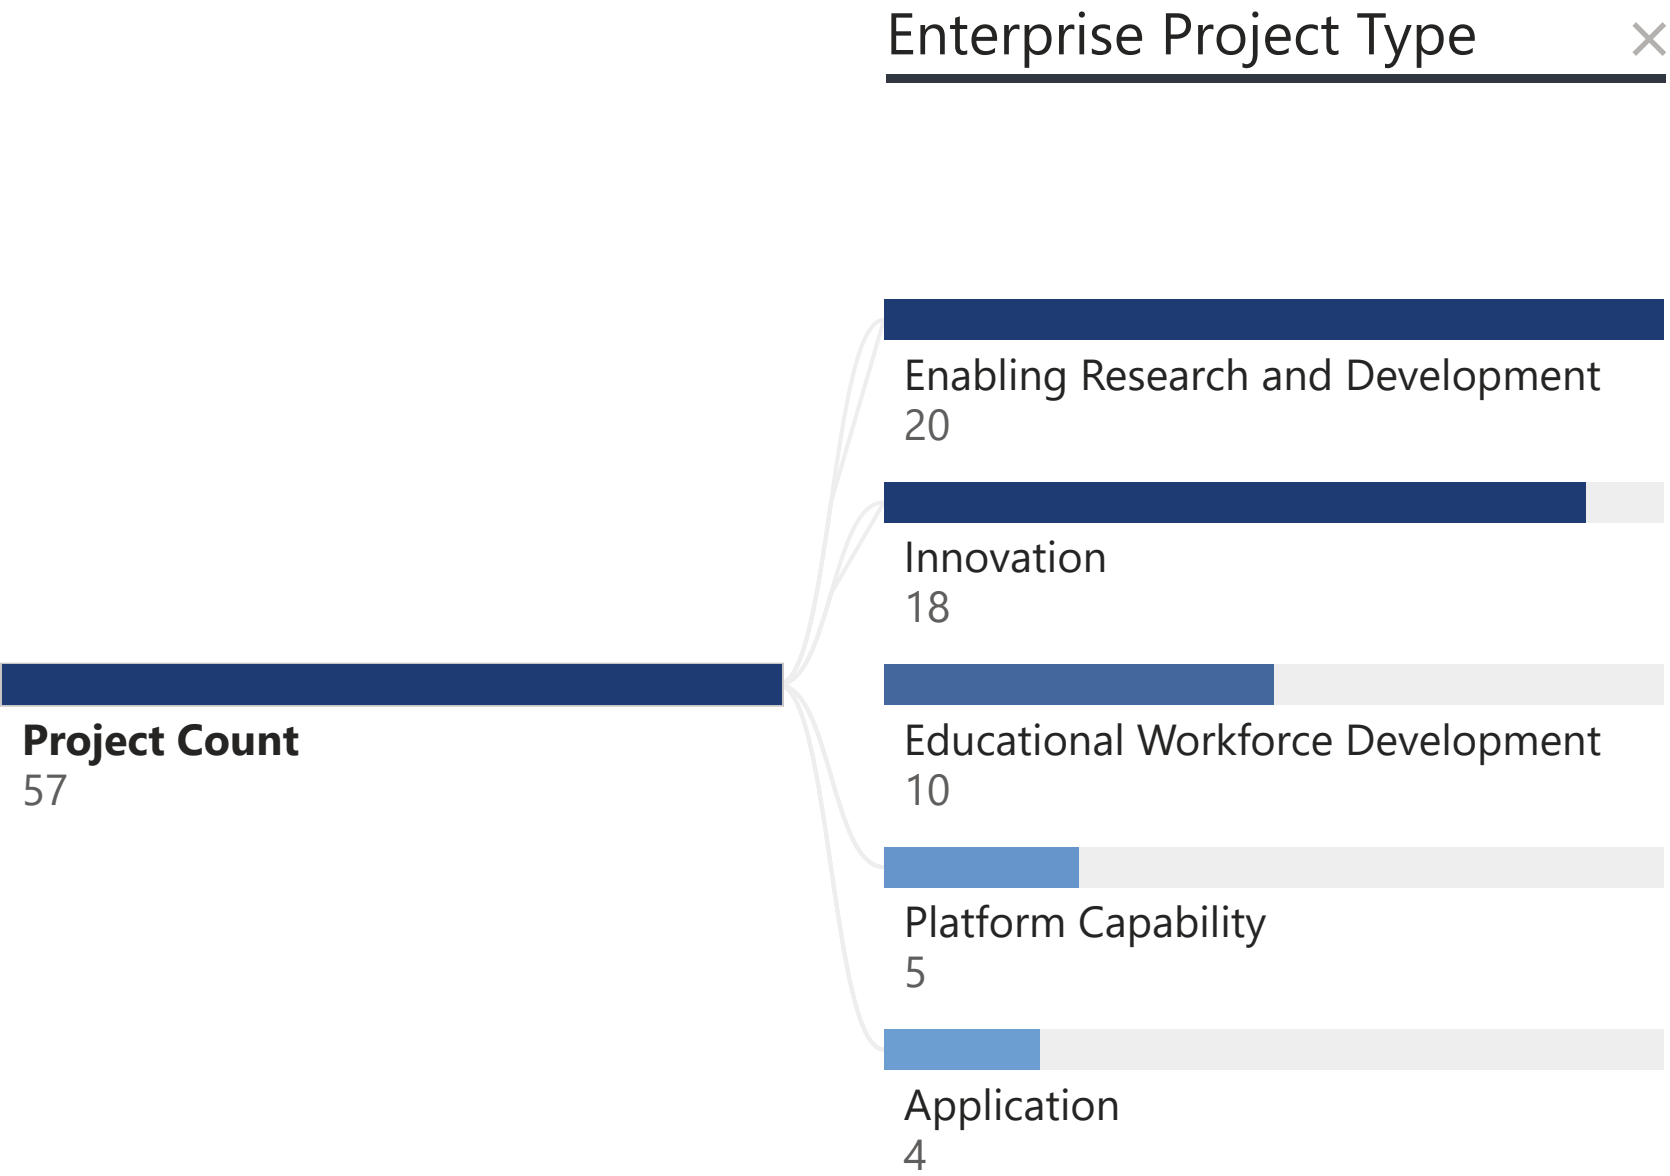 Enterprise Project Type
Enabling Research and Development
20
Innovation
18
Project Count
57
Educational Workforce Development
10
Platform Capability
5
Application
4